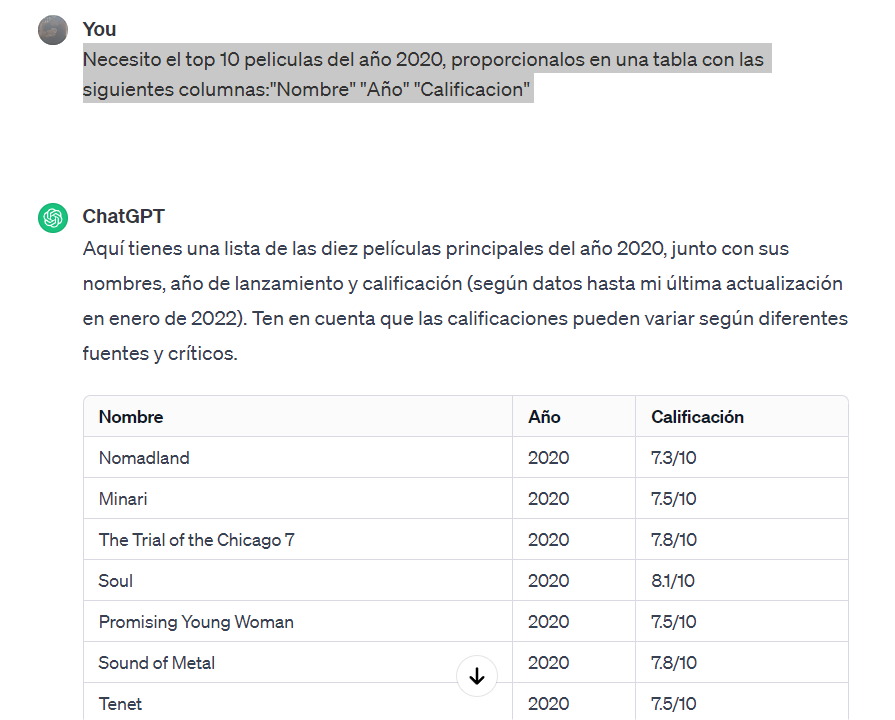 You
Necesito el top 10 peliculas del año 2020, proporcionalos en una tabla con las
siguientes columnas:"Nombre" "Año" "Calificacion"
ChatGPT
Aquí tienes una lista de las diez películas principales del año 2020, junto con sus
nombres, año de lanzamiento y calificación (según datos hasta mi última actualización
en enero de 2022). Ten en cuenta que las calificaciones pueden variar según diferentes
fuentes y críticos.
Nombre Año Calificación
Nomadland 2020 7.3/10
Minari 2020 7.5/10
The Trial of the Chicago 7 2020 7.8/10
Soul 2020 8.1/10
Promising Young Woman 2020 7.5/10
Sound of Metal 2020 7.8/10
Tenet 2020 7.5/10